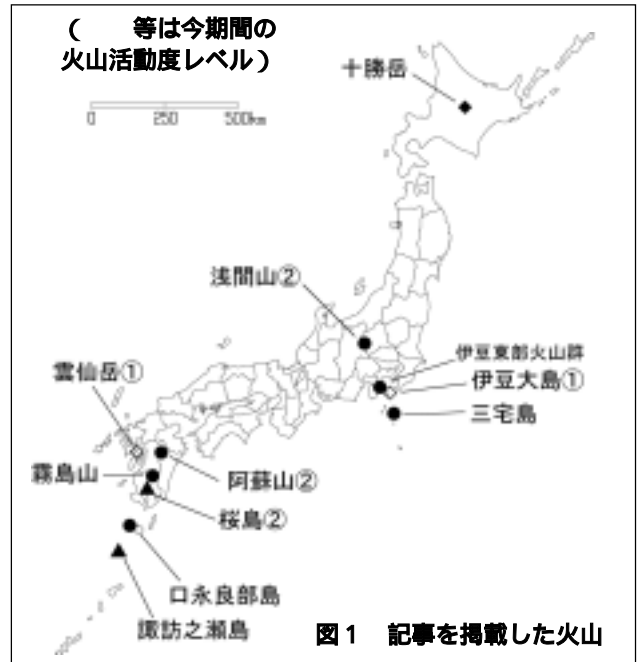 (　　等は今期間の
火山活動度レベル)
0 250 500km
十勝岳
浅間山②
伊豆東部火山群
伊豆大島①
三宅島
雲仙岳①
霧島山
阿蘇山②
桜島②
口永良部島
諏訪之瀬島
図1　記事を掲載した火山